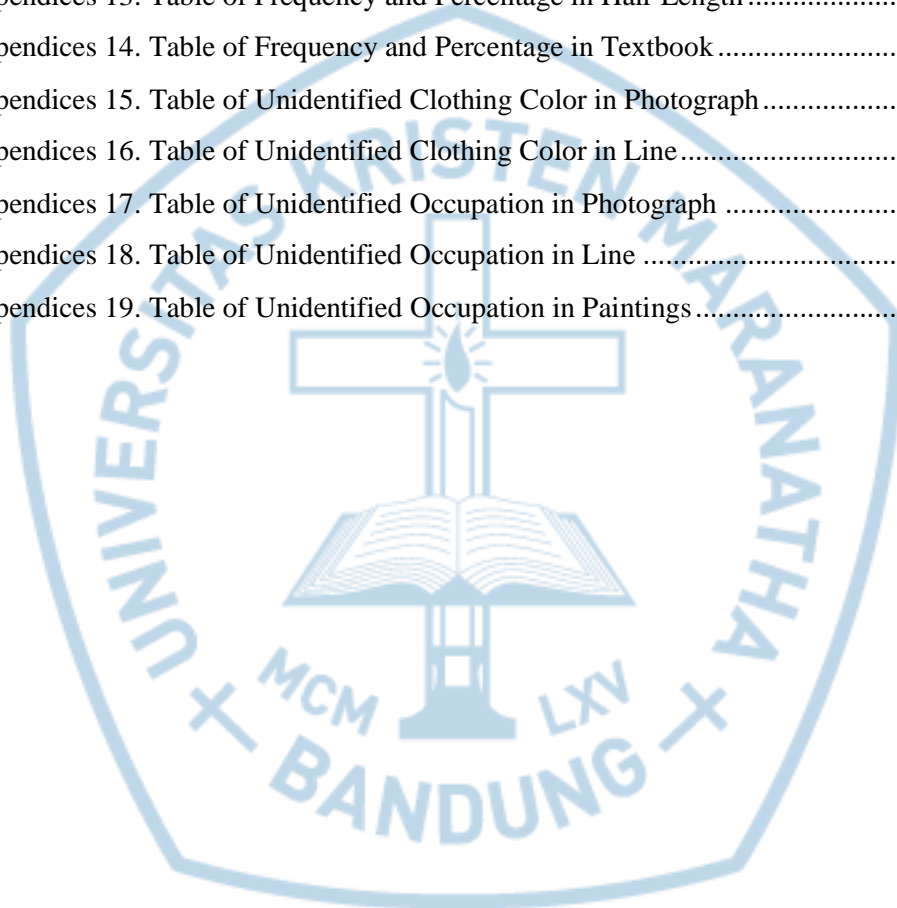 pendices 13. Table of Frequency and Percentage in Hair Length
pendices 14. Table of Frequency and Percentage in Textbook........................
pendices 15. Table of Unidentified Clothing Color in Photograph..................
pendices 16. Table of Unidentified Clothing Color in Line.............................
pendices 17. Table of Unidentified Occupation in Photograph .......................
pendices 18. Table of Unidentified Occupation in Line ..................................
pendices 19. Table of Unidentified Occupation in Paintings...........................
UNIVERSITAS KRISTEN MARANATHA
MCM LXV
BANDUNG